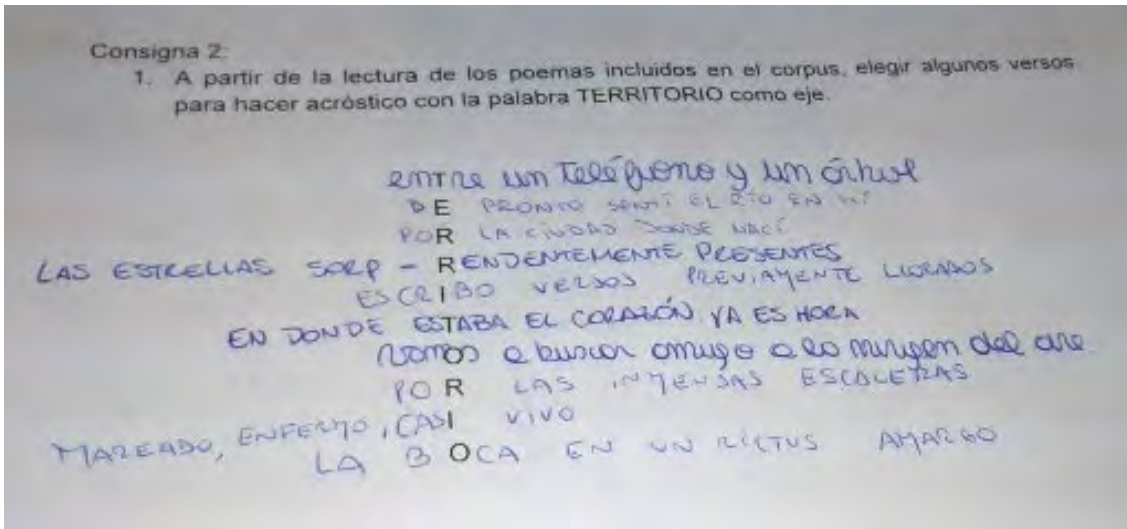 Consigna 2:
1. A partir de la lectura de los poemas incluidos en el corpus, elegir algunos versos
para hacer acróstico con la palabra TERRITORIO como eje.
entre un Teléfono y un árbol
DE PRONTO SENTÍ EL RÍO EN MÍ
POR LA CIUDAD DONDE NACÍ
LAS ESTRELLAS SORP - RENDENTEMENTE PRESENTES
ESCRIBO VERSOS PREVIAMENTE LLORADOS
EN DONDE ESTABA EL CORAZÓN. YA ES HORA
vamos a buscar amigo a la virgen del aire
POR LAS INMENSAS ESCALERAS
MAREADO, ENFERMO, CASI VIVO
LA BOCA EN UN RICTUS AMARGO